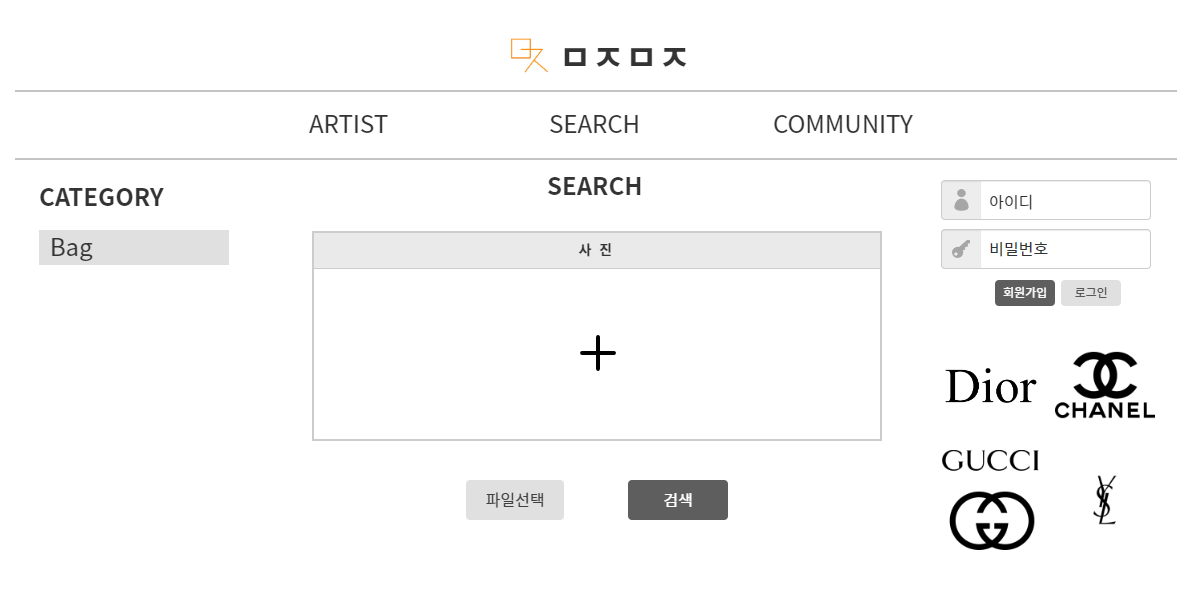 ㅁㅈㅁㅈ
ARTIST SEARCH COMMUNITY
CATEGORY
Bag
SEARCH
사 진
파일선택 검색
아이디
비밀번호
회원가입 로그인
Dior CHANEL
GUCCI YSL